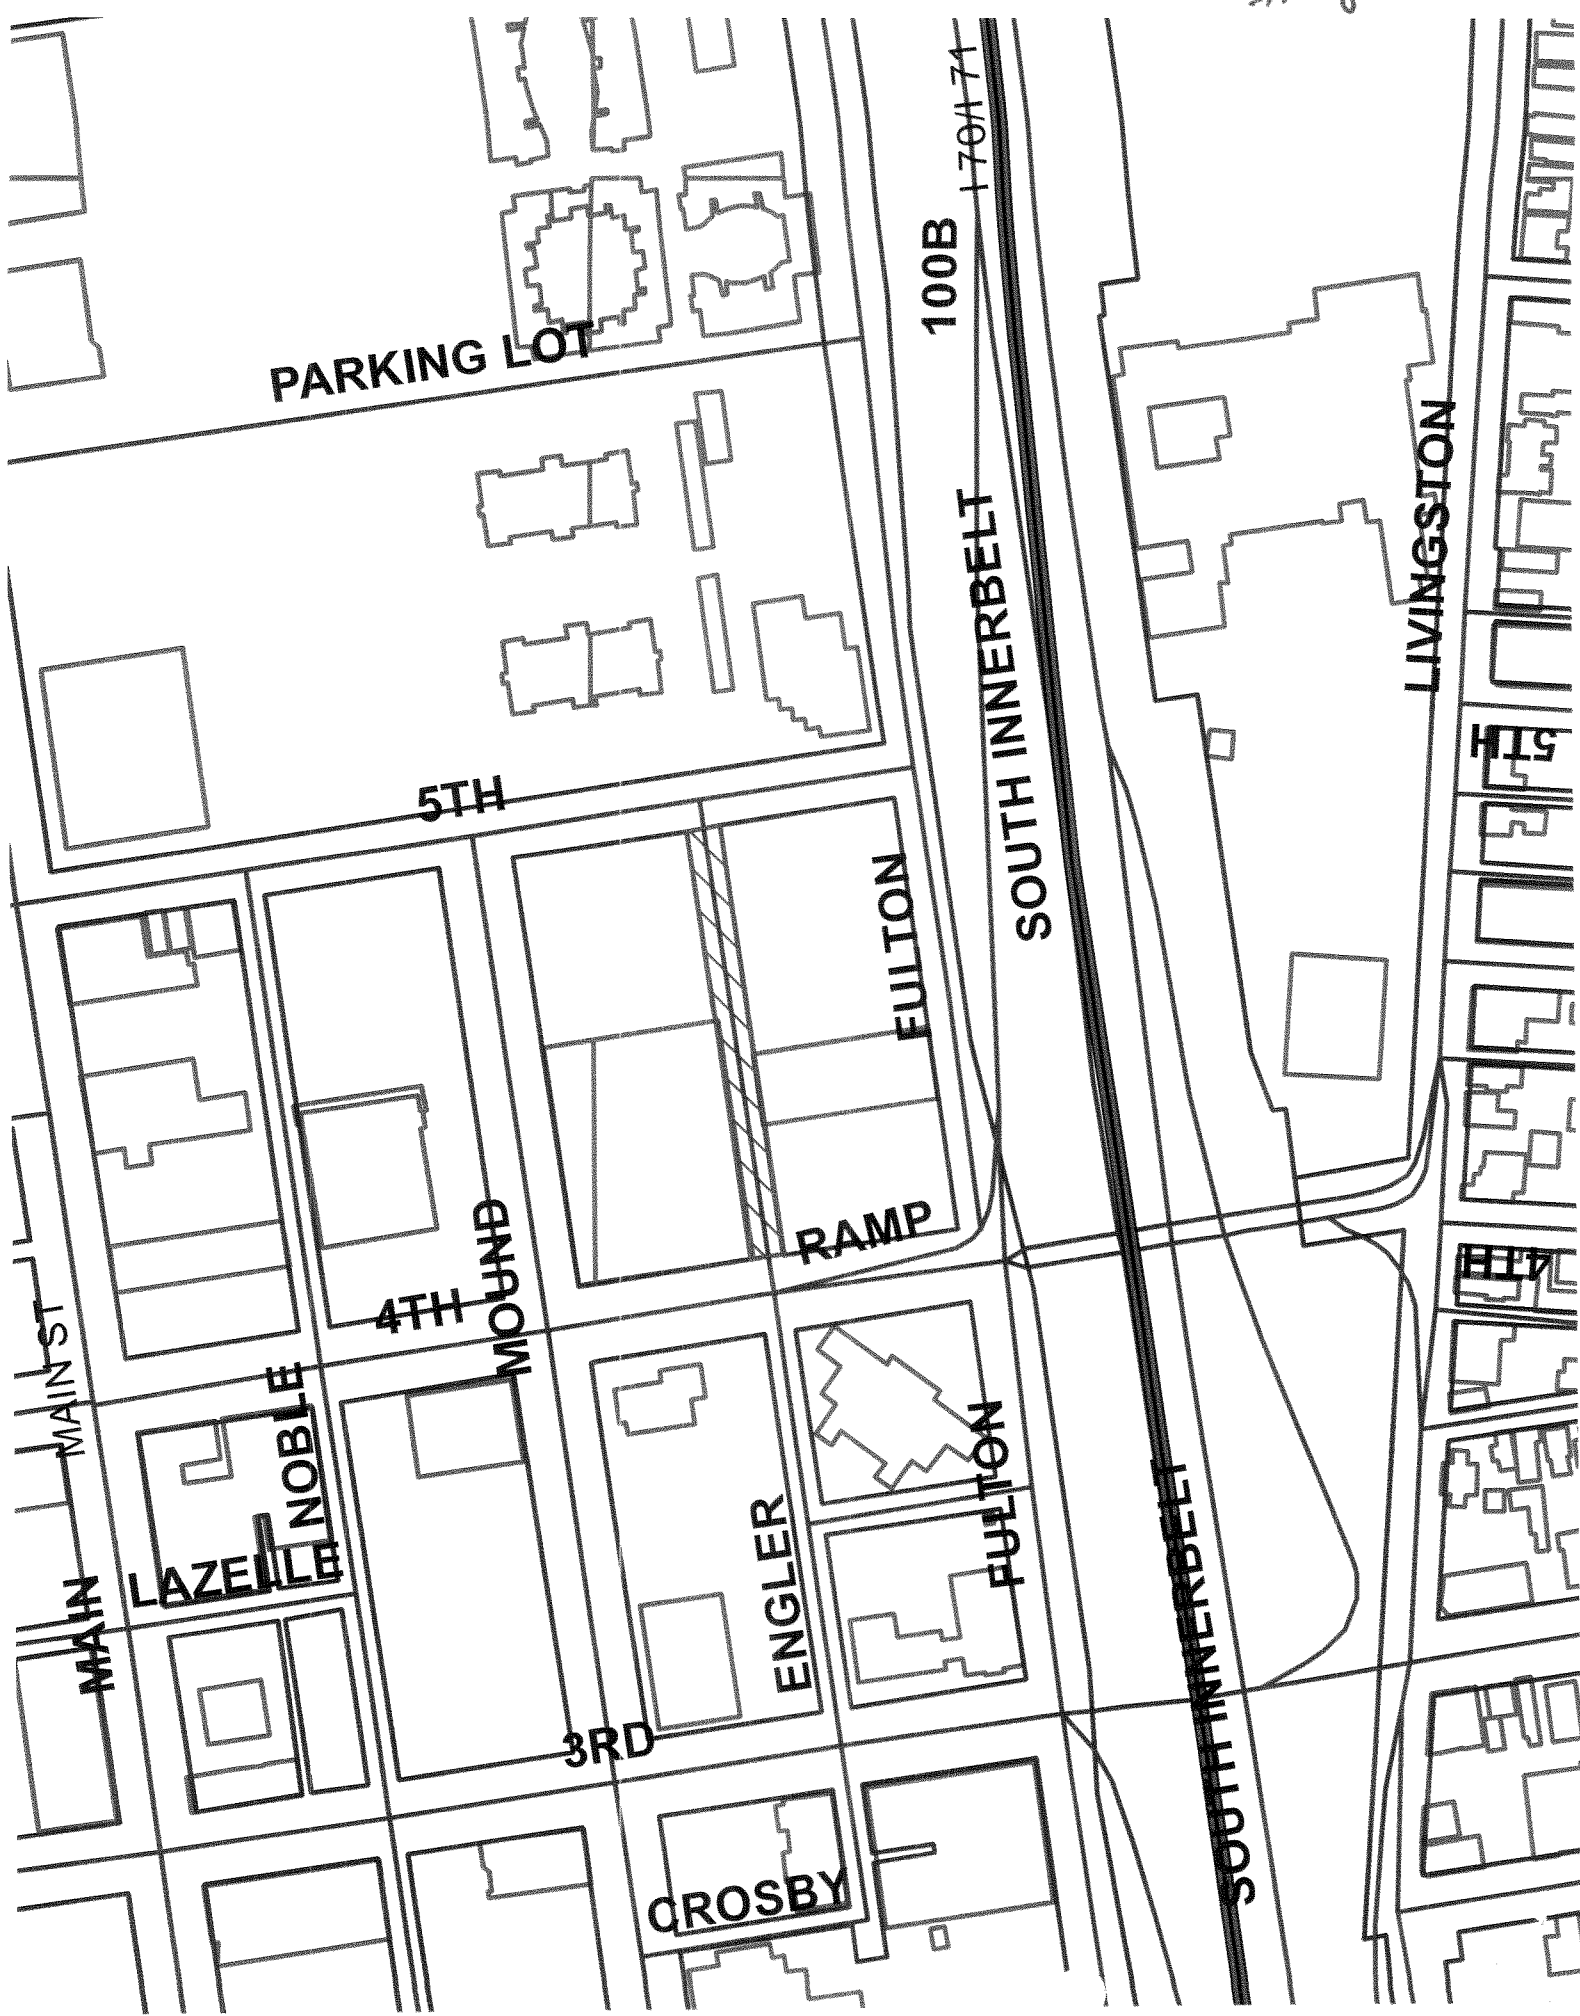 I 70/I 71
100B
PARKING LOT
LIVINGSTON
SOUTH INNERBELT
5TH
5TH
FULTON
RAMP
4TH
MOUND
4TH
MAIN ST
NOBLE
FULTON
LAZELLE
ENGLER
MAIN
SOUTH INNERBELT
3RD
CROSBY